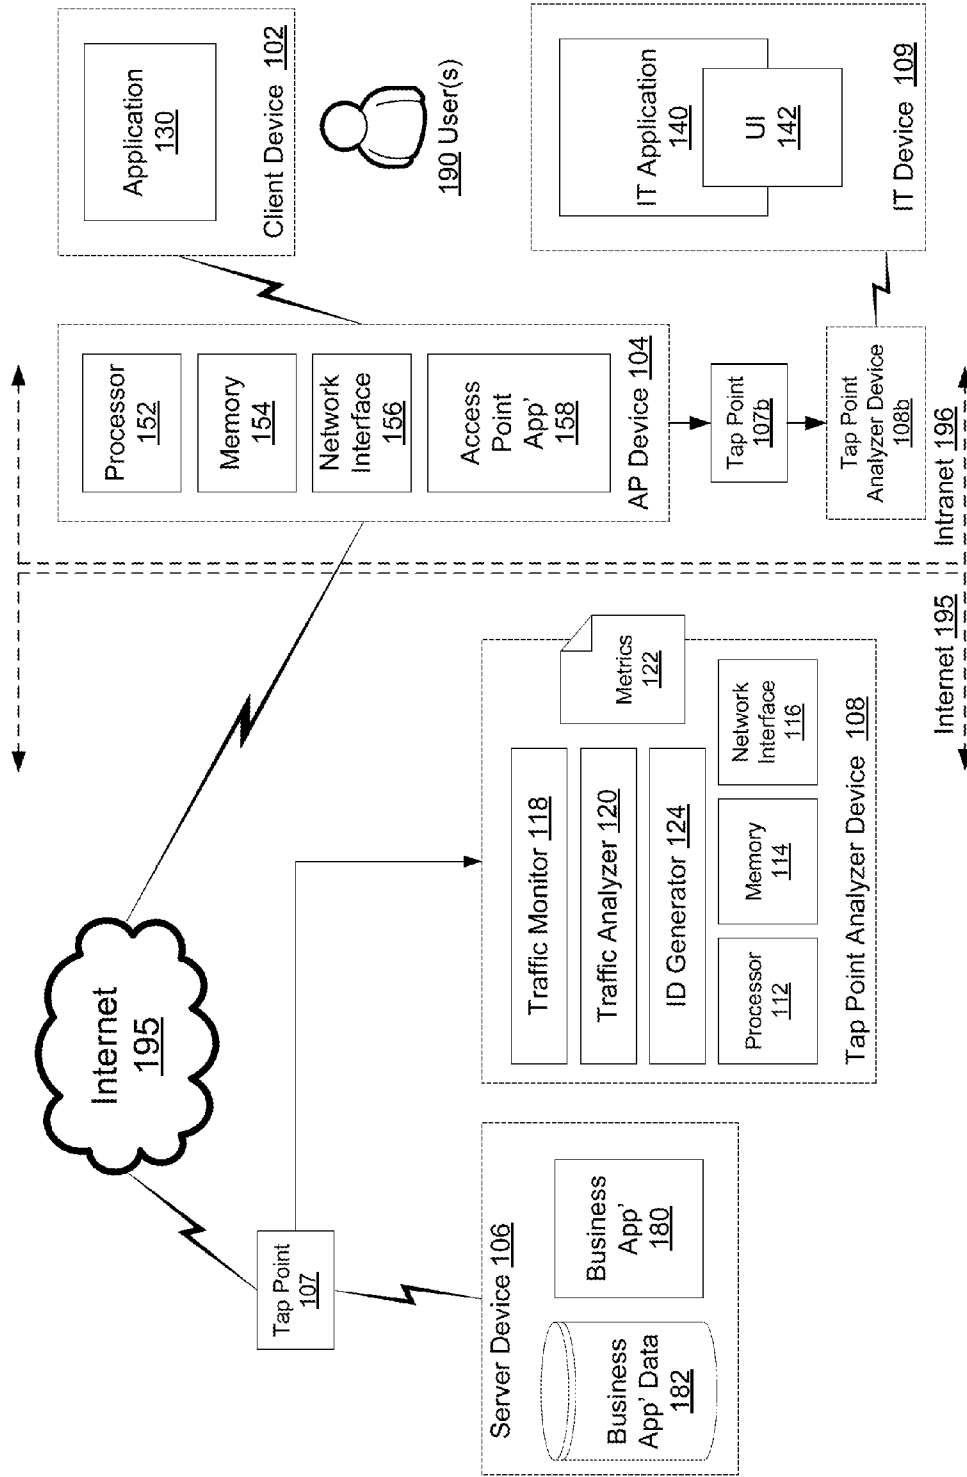 Internet
195
Tap Point
107
Server Device 106
Business
App' Data
182
Business
App'
180
Traffic Monitor 118
Traffic Analyzer 120
ID Generator 124
Metrics
122
Processor
112
Memory
114
Network
Interface
116
Tap Point Analyzer Device 108
Internet 195
Intranet 196
Processor
152
Memory
154
Network
Interface
156
Access
Point
App'
158
AP Device 104
Tap Point
107b
Tap Point
Analyzer Device
108b
Application
130
Client Device 102
190 User(s)
IT Application
140
UI
142
IT Device 109